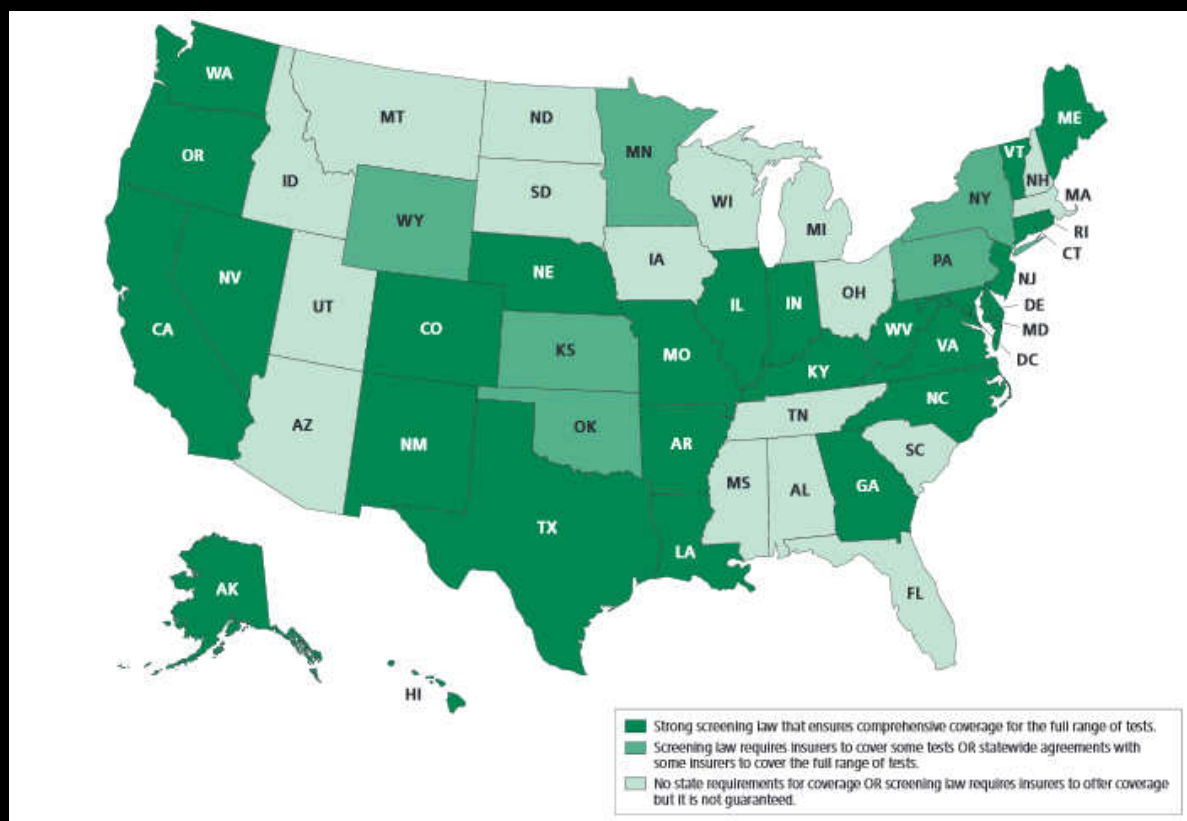 WA
OR
CA
NV
ID
MT
WY
UT
AZ
CO
NM
ND
SD
NE
KS
OK
TX
MN
IA
MO
AR
LA
WI
IL
MI
IN
OH
KY
TN
MS
AL
GA
FL
SC
NC
VA
WV
PA
NY
VT
NH
ME
MA
RI
CT
NJ
DE
MD
DC
AK
HI
Strong screening law that ensures comprehensive coverage for the full range of tests.
Screening law requires insurers to cover some tests OR statewide agreements with
some insurers to cover the full range of tests.
No state requirements for coverage OR screening law requires insurers to offer coverage
but it is not guaranteed.